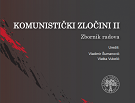 KOMUNISTIČKI ZLOČINI II
Zbornik radova
Uredili:
Vladimir Šumanović
Vlatka Vukelić